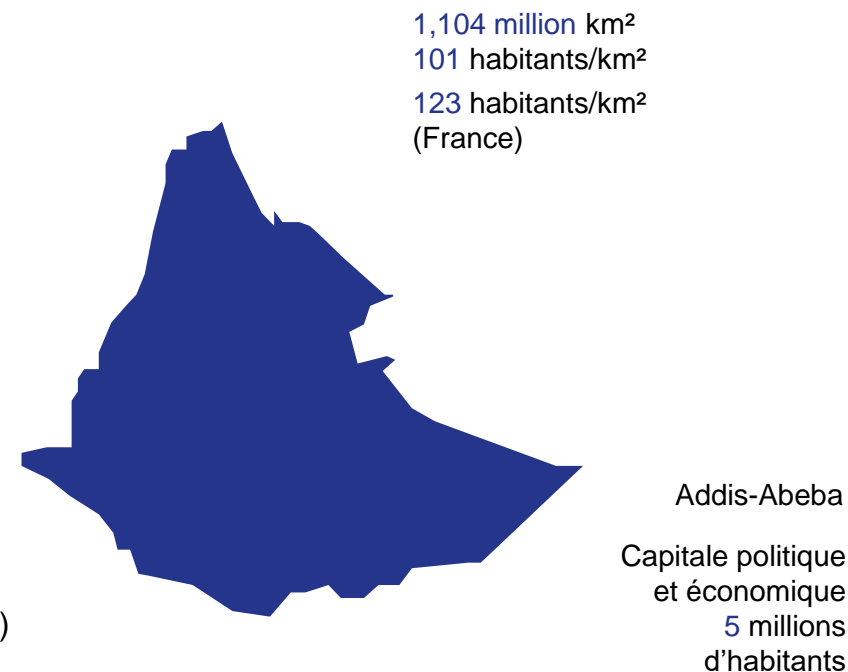 1,104 million km²
101 habitants/km²
123 habitants/km²
(France)
Addis-Abeba
Capitale politique
et économique
)
5 millions
d'habitants